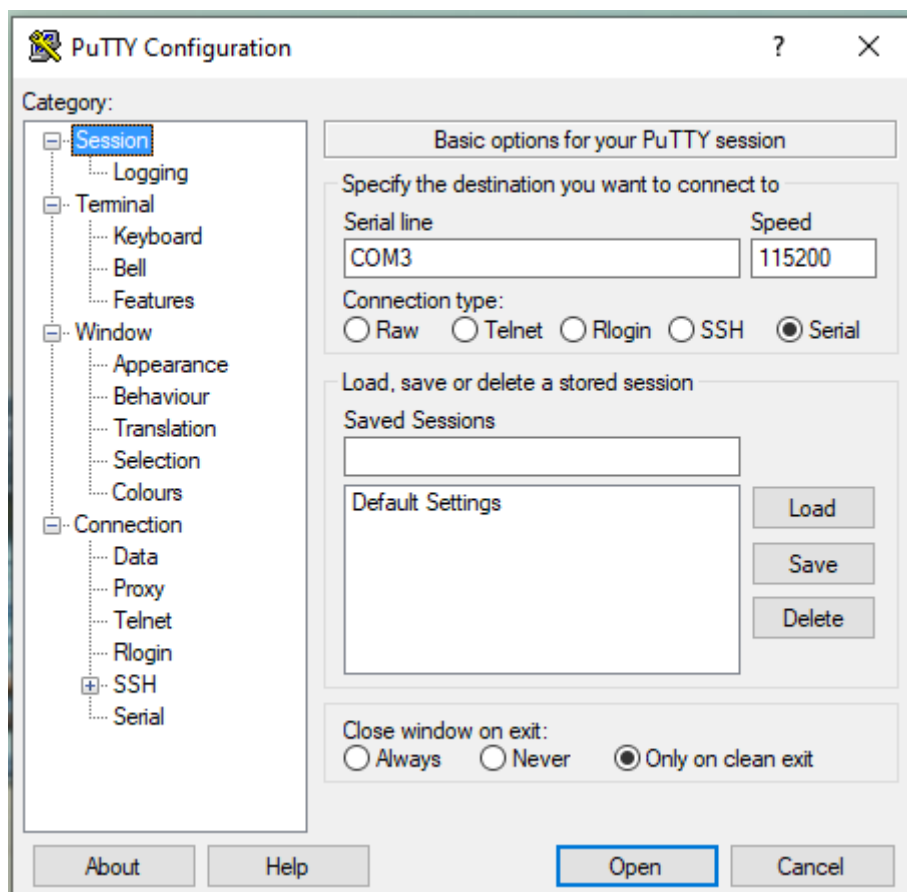 PuTTY Configuration
?
Category:
Session
Logging
Terminal
Keyboard
Bell
Features
Window
Appearance
Behaviour
Translation
Selection
Colours
Connection
Data
Proxy
Telnet
Rlogin
SSH
Serial
Basic options for your PuTTY session
Specify the destination you want to connect to
Serial line Speed
COM3 115200
Connection type:
Raw Telnet Rlogin SSH Serial
Load, save or delete a stored session
Saved Sessions
Default Settings
Load
Save
Delete
Close window on exit:
Always Never Only on clean exit
About Help Open Cancel